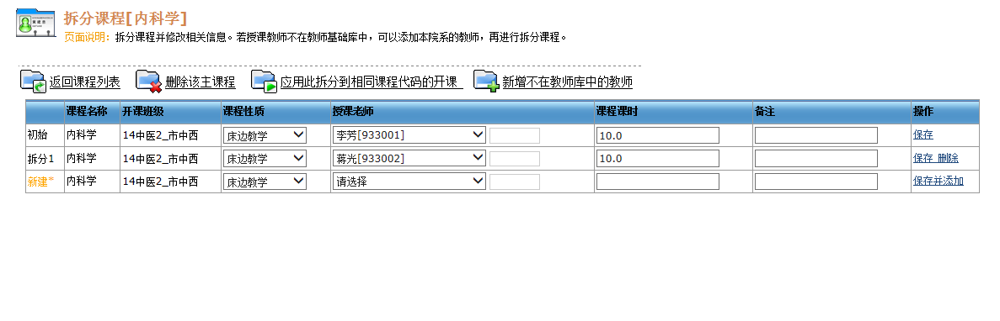 拆分课程[内科学]
页面说明：拆分课程并修改相关信息。若授课教师不在教师基础库中，可以添加本院系的教师，再进行拆分课程。
返回课程列表 删除该主课程 应用此拆分到相同课程代码的开课 新增不在教师库中的教师
课程名称 开课班级 课程性质 授课老师 课程课时 备注 操作
初始 内科学 14中医2_市中西 床边教学 李芳[933001] 10.0 保存
拆分1 内科学 14中医2_市中西 床边教学 蒋光[933002] 10.0 保存 删除
新建* 内科学 14中医2_市中西 床边教学 请选择 保存并添加